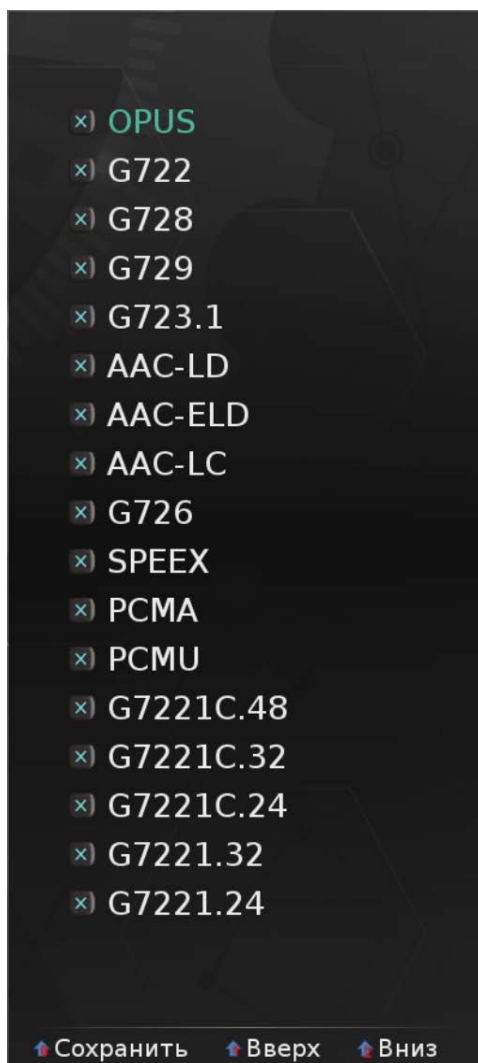 OPUS
G722
G728
G729
G723.1
AAC-LD
AAC-ELD
AAC-LC
G726
SPEEX
PCMA
PCMU
G7221C.48
G7221C.32
G7221C.24
G7221.32
G7221.24
Сохранить Вверх Вниз